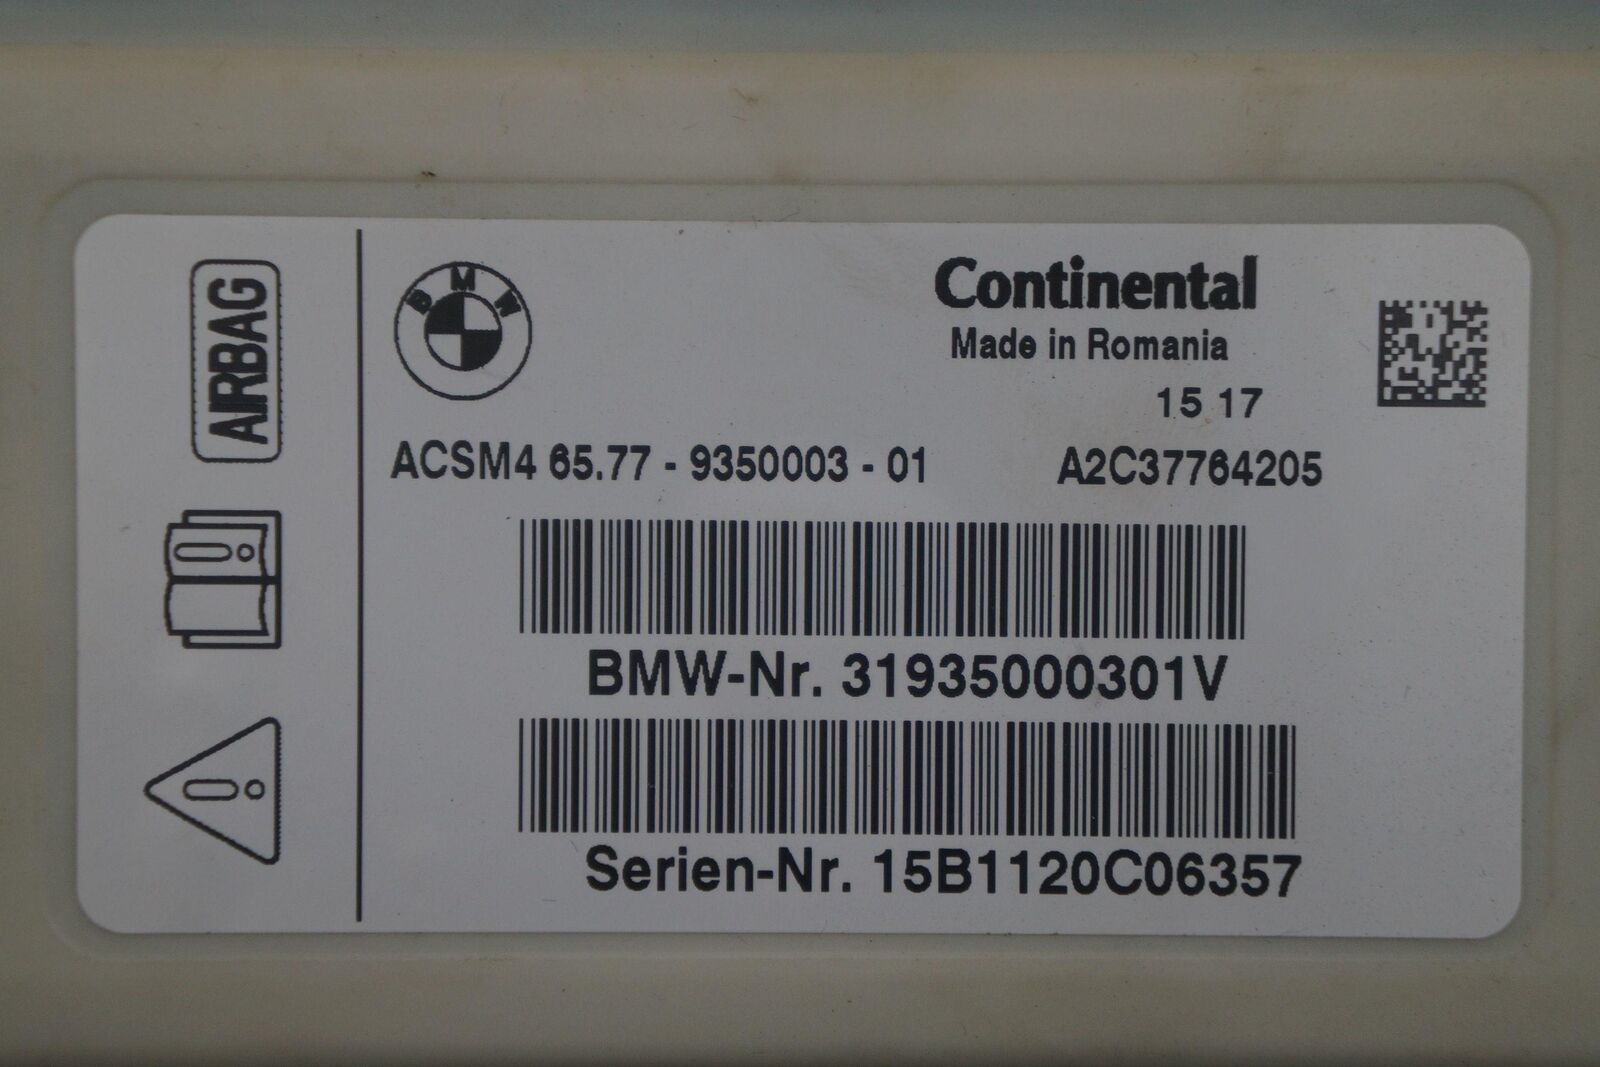 AIRBAG
BMW
Continental
Made in Romania
15 17
ACSM4 65.77 - 9350003 - 01 A2C37764205
BMW-Nr. 31935000301V
Serien-Nr. 15B1120C06357